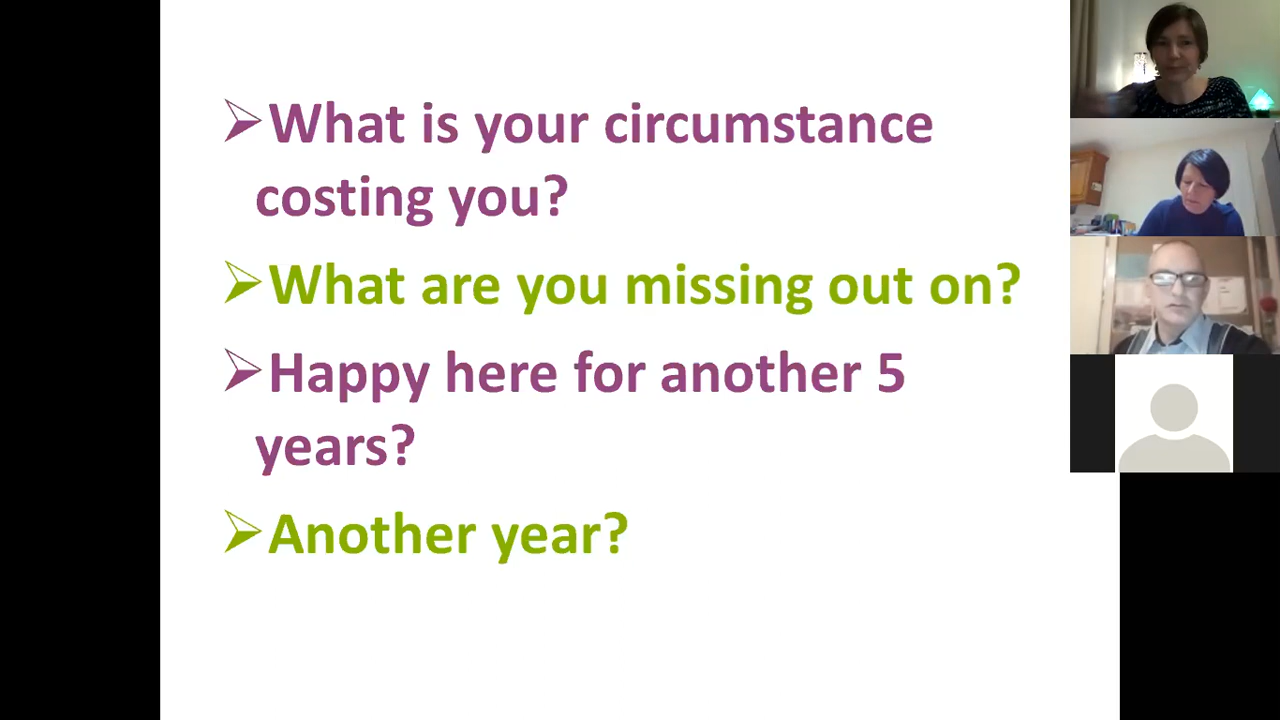 What is your circumstance
costing you?
What are you missing out on?
Happy here for another 5
years?
Another year?